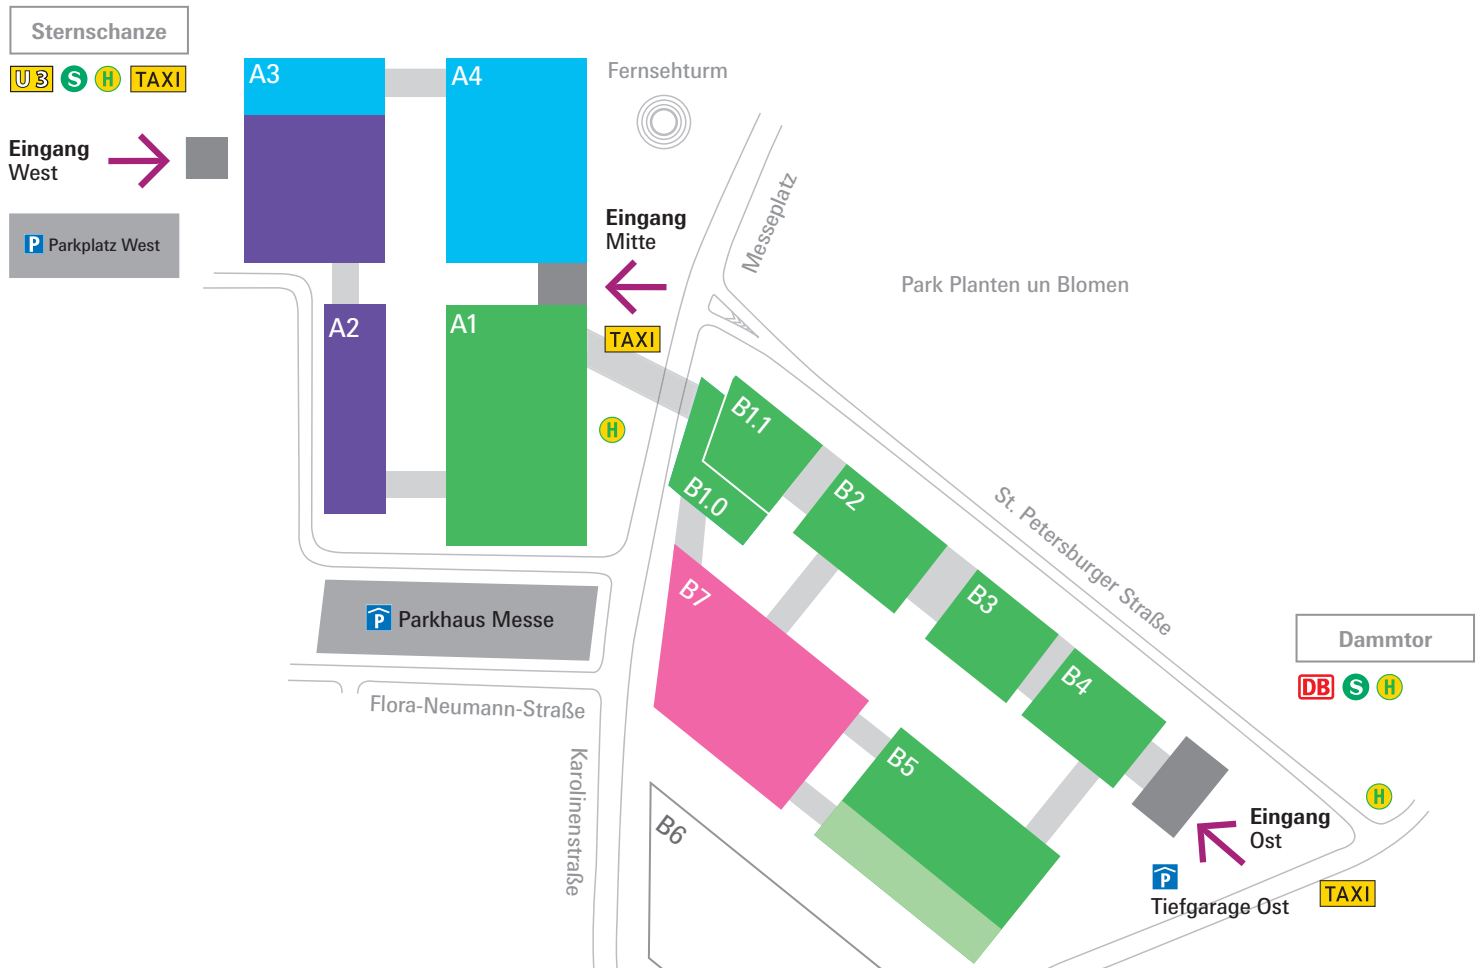 Sternschanze
U3 S H TAXI
A3
A4
Fernsehturm
Eingang
West
P Parkplatz West
Eingang
Mitte
TAXI
Messeplatz
Park Planten un Blomen
A2
A1
H
B1.1
B1.0
B2
B3
B4
St. Petersburger Straße
B7
P Parkhaus Messe
Flora-Neumann-Straße
Karolinenstraße
B5
B6
Dammtor
DB S H
H
Eingang
Ost
P
Tiefgarage Ost
TAXI